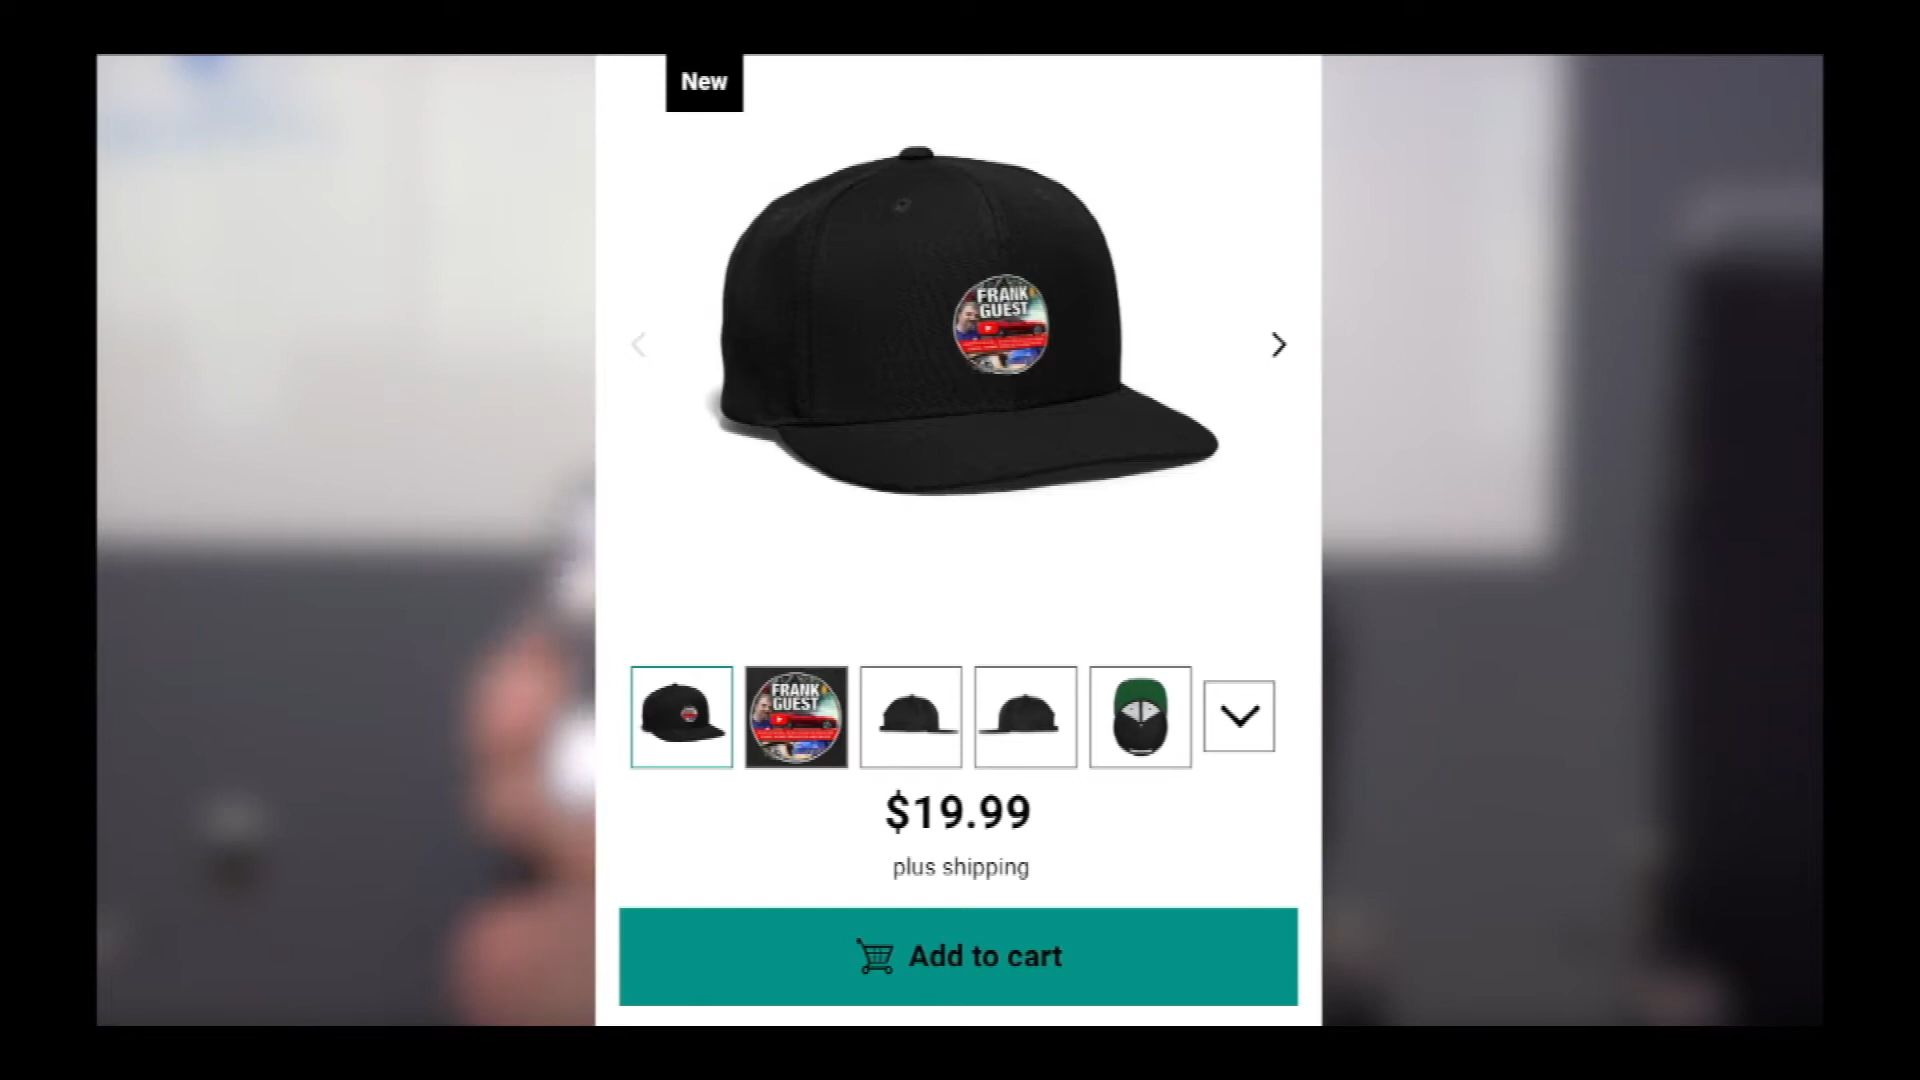 New
FRANK
GUEST
FRANK
GUEST
$19.99
plus shipping
Add to cart